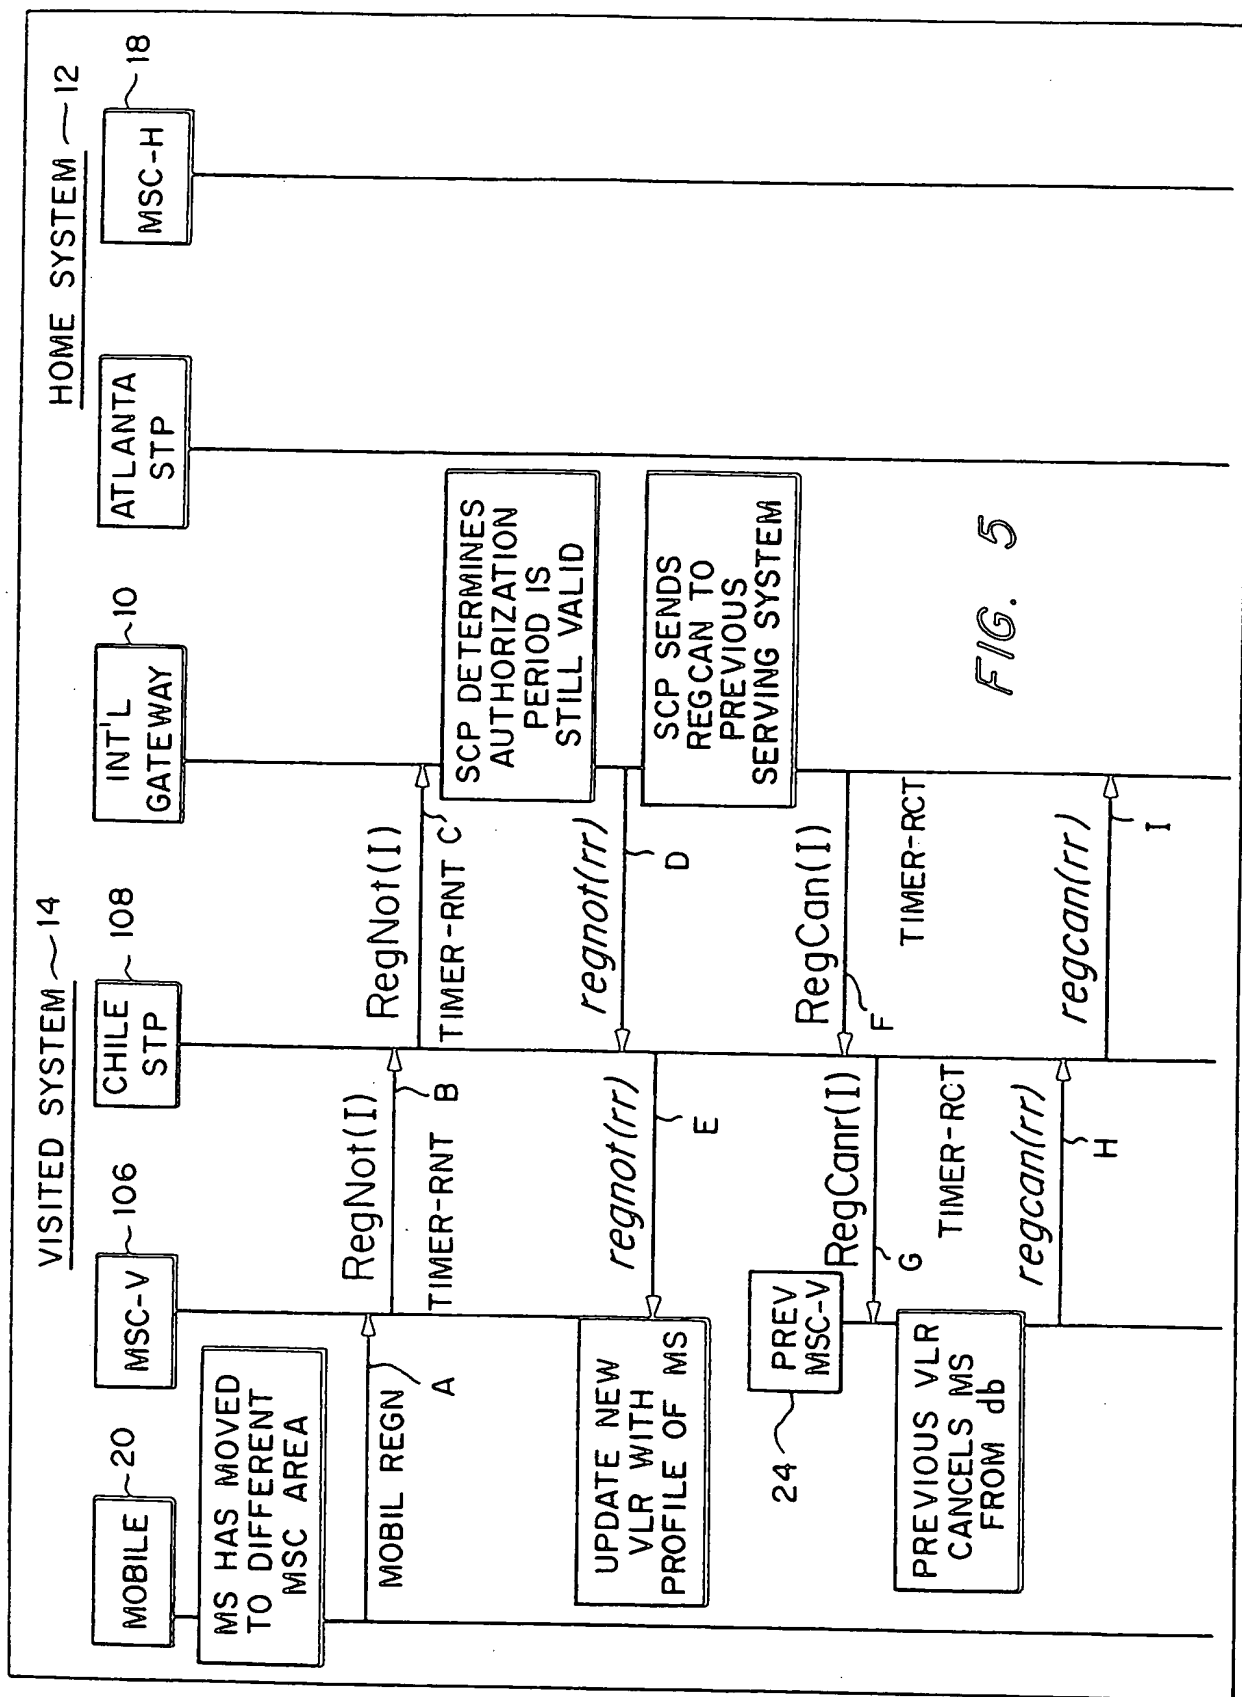 VISITED SYSTEM 14
HOME SYSTEM 12
20
106
108
10
18
MOBILE
MSC-V
CHILE
STP
INT'L
GATEWAY
ATLANTA
STP
MSC-H
MS HAS MOVED
TO DIFFERENT
MSC AREA
MOBIL REGN
A
RegNot(I)
B
TIMER-RNT
RegNot(I)
C
TIMER-RNT
SCP DETERMINES
AUTHORIZATION
PERIOD IS
STILL VALID
regnot(rr)
D
regnot(rr)
E
UPDATE NEW
VLR WITH
PROFILE OF MS
SCP SENDS
REGCAN TO
PREVIOUS
SERVING SYSTEM
RegCan(I)
F
TIMER-RCT
24
PREV
MSC-V
RegCanr(I)
G
TIMER-RCT
PREVIOUS VLR
CANCELS MS
FROM db
regcan(rr)
H
regcan(rr)
I
FIG. 5